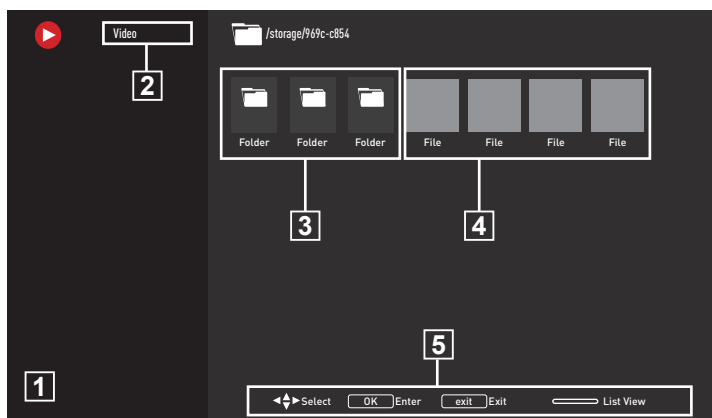 Video
/storage/969c-c854
2
Folder Folder Folder File File File File
3 4
5
1
Select OK Enter exit Exit List View